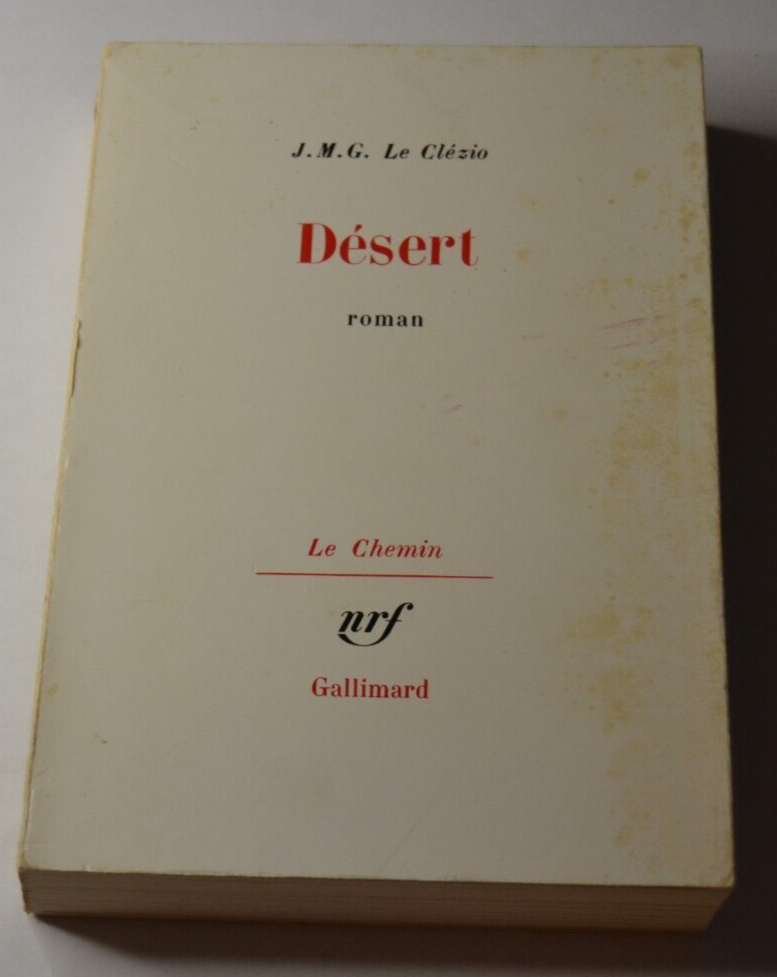 J.M.G. Le Clézio
Désert
roman
Le Chemin
nrf
Gallimard